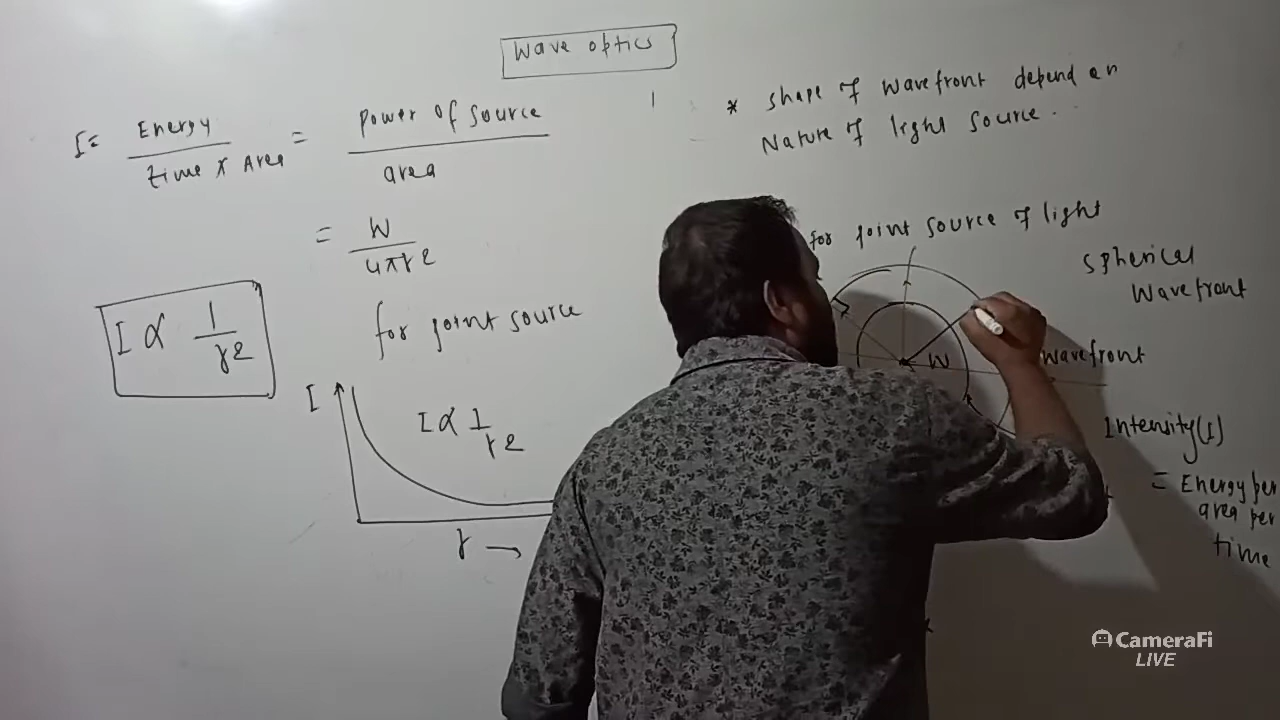 Wave optics
I = Energy / time x Area = Power of source / area
= W / 4πr2
for point source
I ∝ 1 / r2
I
I ∝ 1 / r2
r →
* shape of wavefront depend on
Nature of light source.
for point source of light
spherical
Wavefront
W
Wavefront
Intensity(I)
= Energy per
area per
time
CameraFi
LIVE